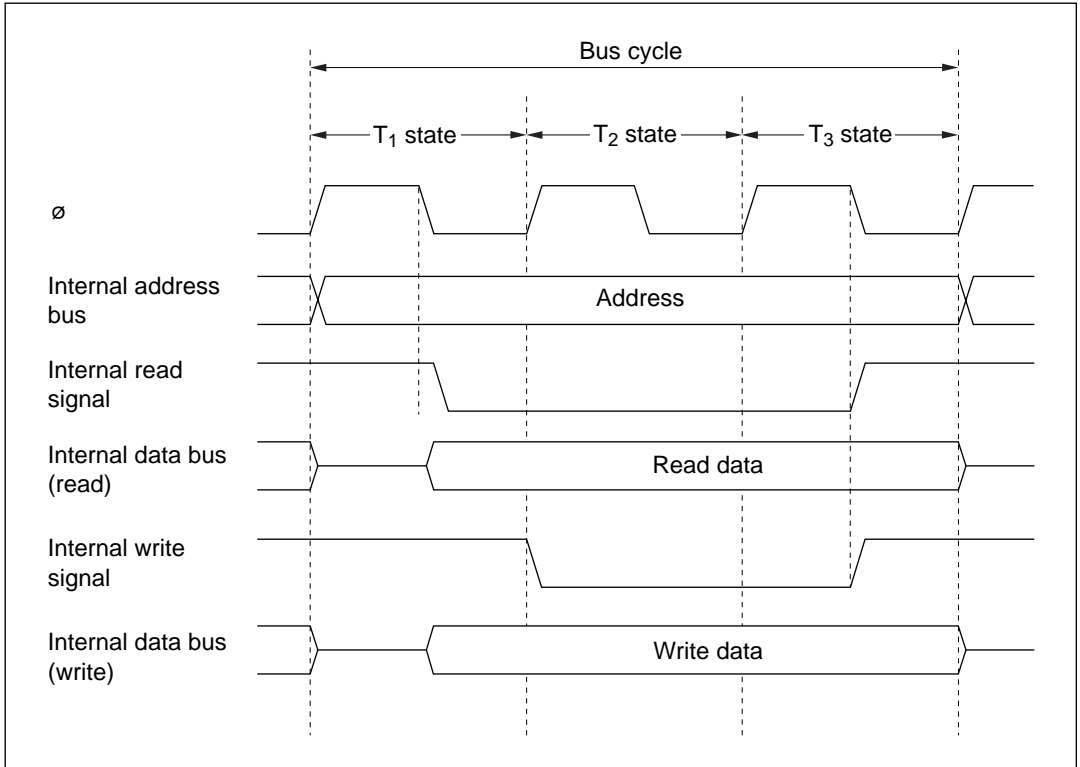 Bus cycle
T₁ state
T₂ state
T₃ state
ø
Internal address
bus
Address
Internal read
signal
Internal data bus
(read)
Read data
Internal write
signal
Internal data bus
(write)
Write data